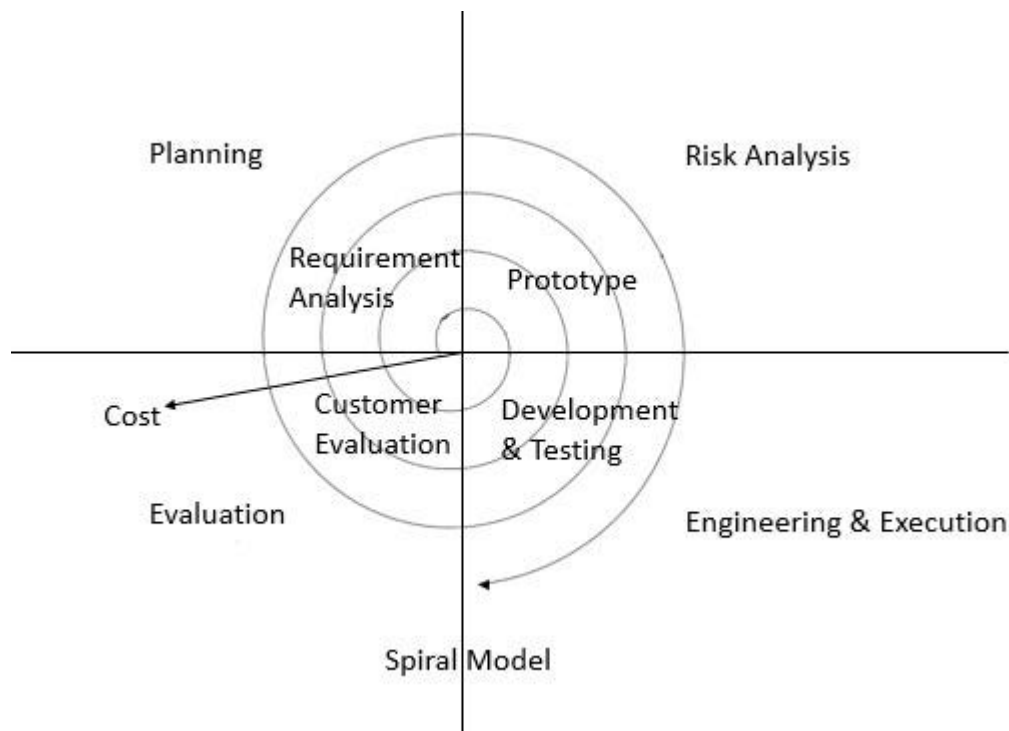 Planning
Risk Analysis
Requirement
Analysis
Prototype
Cost
Customer
Evaluation
Development
& Testing
Evaluation
Engineering & Execution
Spiral Model